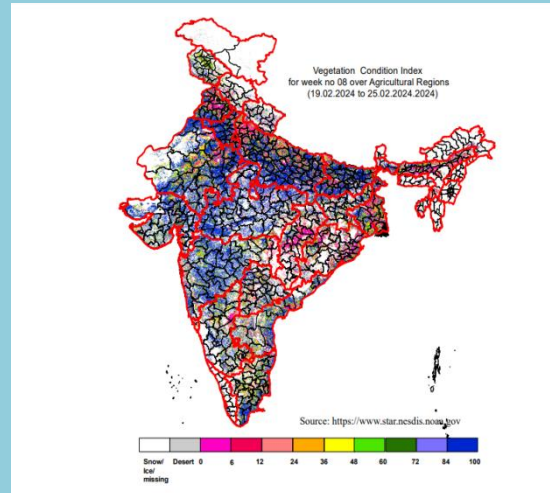 Vegetation Condition Index
for week no 08 over Agricultural Regions
(19.02.2024 to 25.02.2024.2024)
Source: https://www.star.nesdis.noaa.gov
Snow/ Desert 0 6 12 24 36 48 60 72 84 100
Ice/
missing